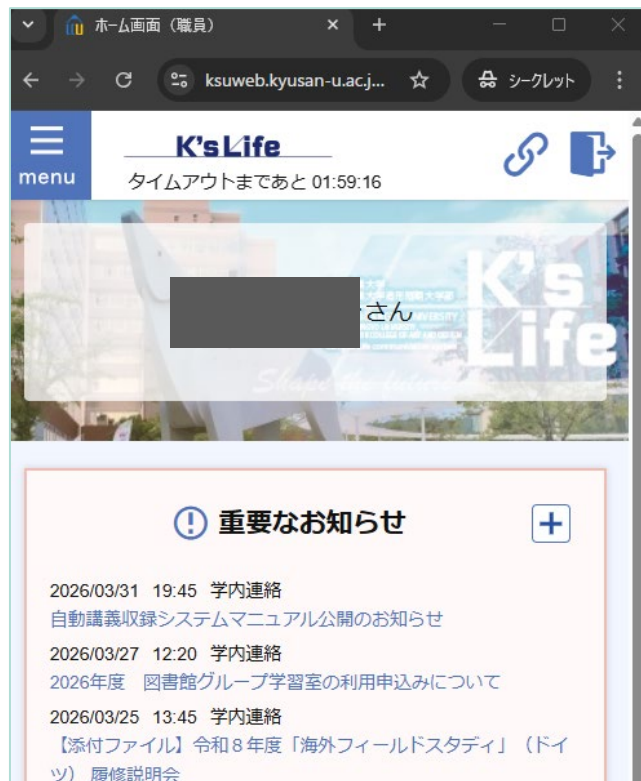 ホーム画面（職員）
ksuweb.kyusan-u.ac.j...
シークレット
menu
K'sLife
タイムアウトまであと 01:59:16
さん
K's
Life
Shape the future
重要なお知らせ
2026/03/31 19:45 学内連絡
自動講義収録システムマニュアル公開のお知らせ
2026/03/27 12:20 学内連絡
2026年度　図書館グループ学習室の利用申込みについて
2026/03/25 13:45 学内連絡
【添付ファイル】令和８年度「海外フィールドスタディ」（ドイ
ツ） 履修説明会